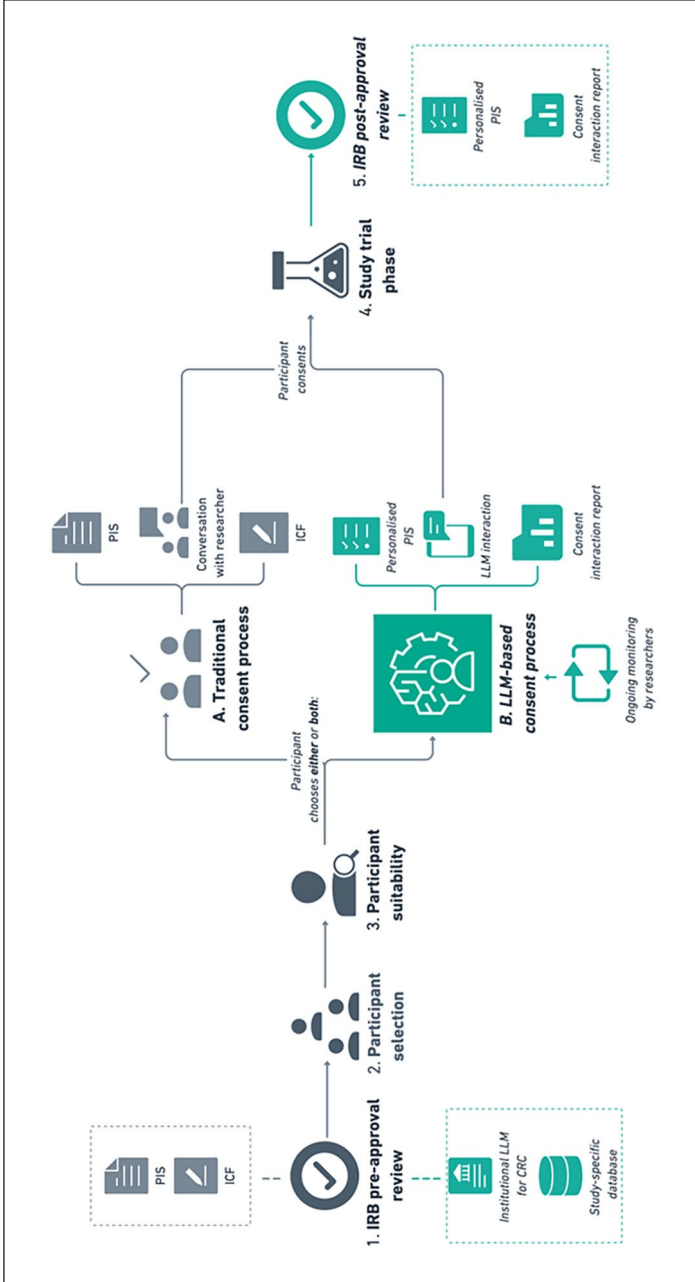 PIS
ICF
1. IRB pre-approval
review
Institutional LLM
for CRC
Study-specific
database
2. Participant
selection
3. Participant
suitability
Participant
chooses either or both:
A. Traditional
consent process
PIS
Conversation
with researcher
ICF
B. LLM-based
consent process
Ongoing monitoring
by researchers
Personalised
PIS
LLM interaction
Consent
interaction report
Participant
consents
4. Study trial
phase
5. IRB post-approval
review
Personalised
PIS
Consent
interaction report